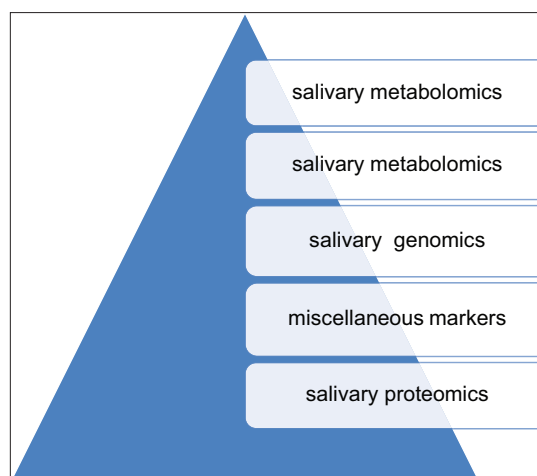 salivary metabolomics
salivary metabolomics
salivary genomics
miscellaneous markers
salivary proteomics